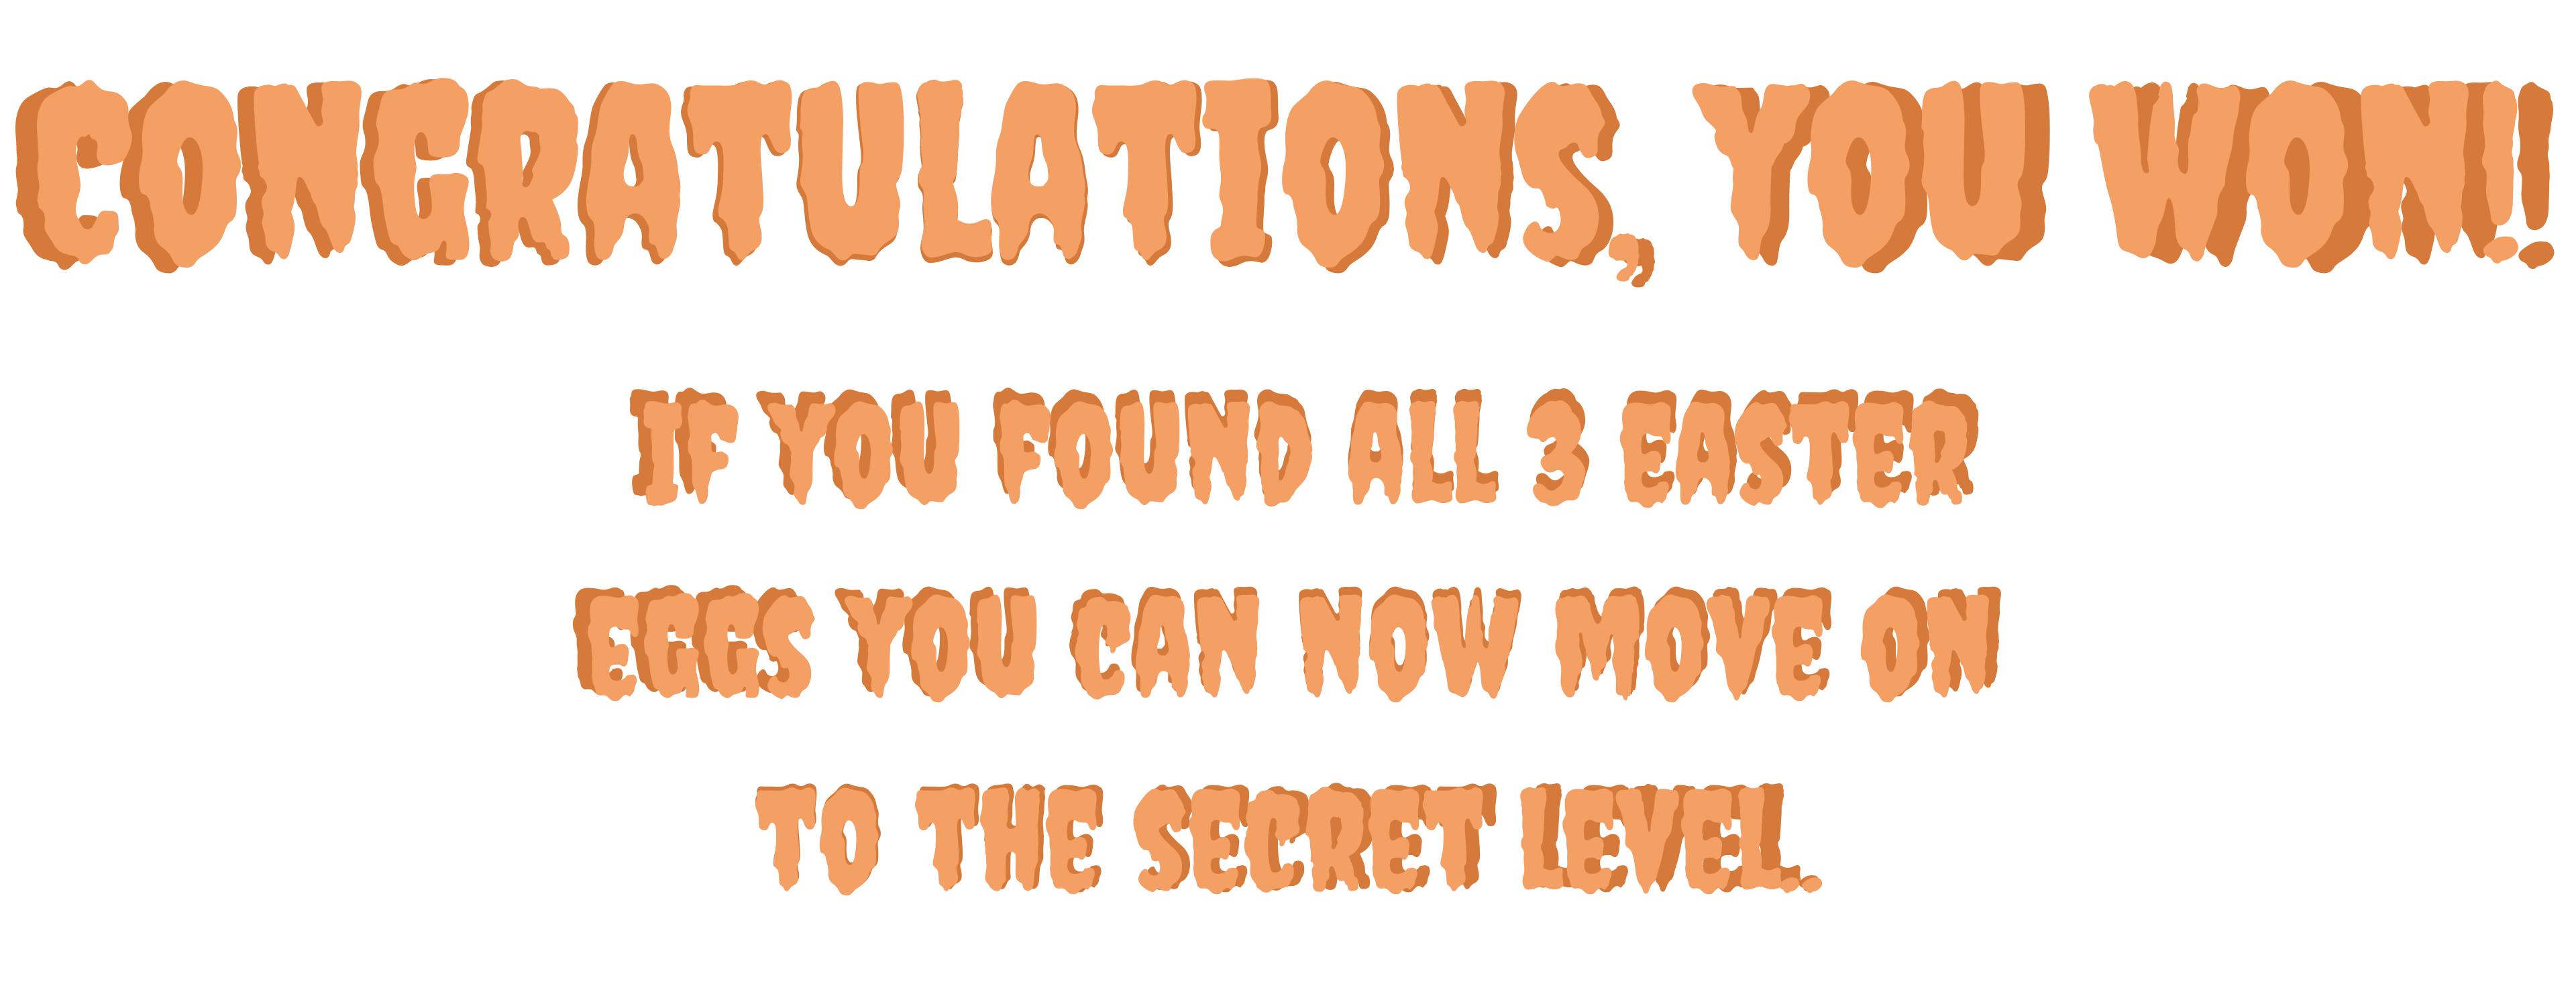 CONGRATULATIONS, YOU WON!
IF YOU FOUND ALL 3 EASTER
EGGS YOU CAN NOW MOVE ON
TO THE SECRET LEVEL.